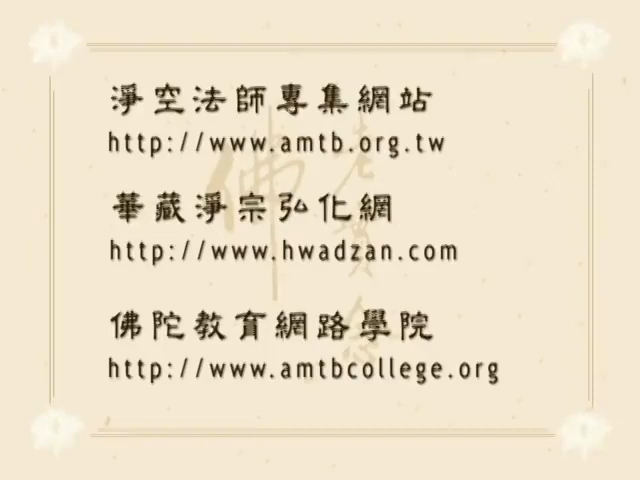 淨空法師專集網站
http://www.amtb.org.tw
華藏淨宗弘化網
http://www.hwadzan.com
佛陀教育網路學院
http://www.amtbcollege.org
佛